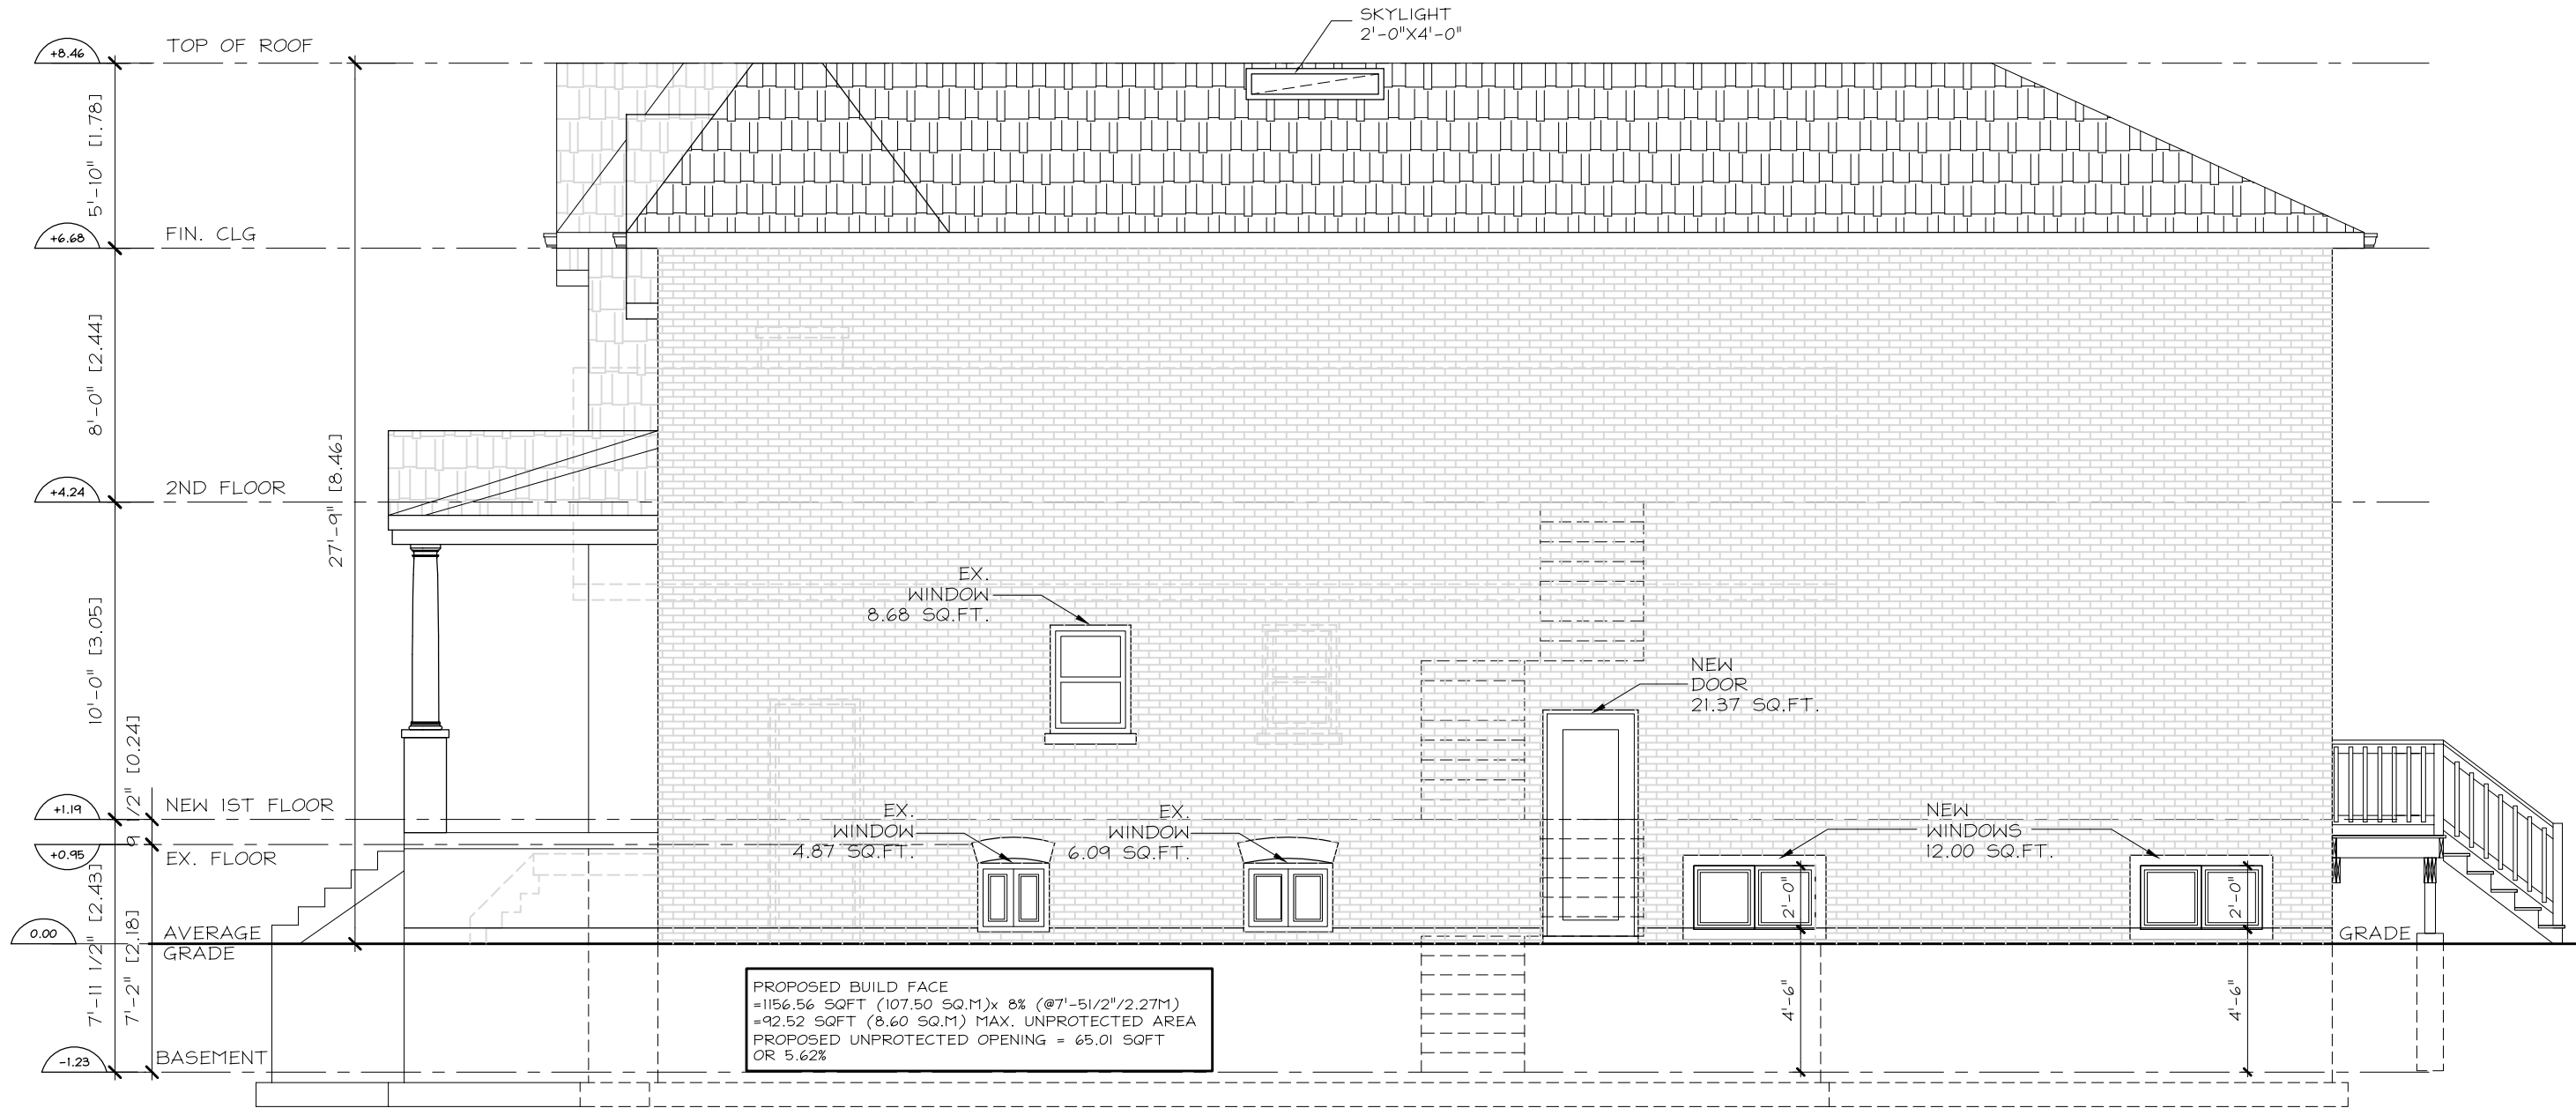 SKYLIGHT
2'-0"X4'-0"
+8.46
TOP OF ROOF
5'-10" [1.78]
+6.68
FIN. CLG
8'-0" [2.44]
27'-9" [8.46]
+4.24
2ND FLOOR
10'-0" [3.05]
EX.
WINDOW
8.68 SQ.FT.
NEW
DOOR
21.37 SQ.FT.
9 1/2" [0.24]
+1.19
NEW 1ST FLOOR
+0.95
EX. FLOOR
EX.
WINDOW
4.87 SQ.FT.
EX.
WINDOW
6.09 SQ.FT.
NEW
WINDOWS
12.00 SQ.FT.
2'-0"
2'-0"
0.00
AVERAGE
GRADE
GRADE
7'-11 1/2" [2.43]
7'-2" [2.18]
4'-6"
4'-6"
PROPOSED BUILD FACE
=1156.56 SQFT (107.50 SQ.M)x 8% (@7'-51/2"/2.27M)
=92.52 SQFT (8.60 SQ.M) MAX. UNPROTECTED AREA
PROPOSED UNPROTECTED OPENING = 65.01 SQFT
OR 5.62%
-1.23
BASEMENT